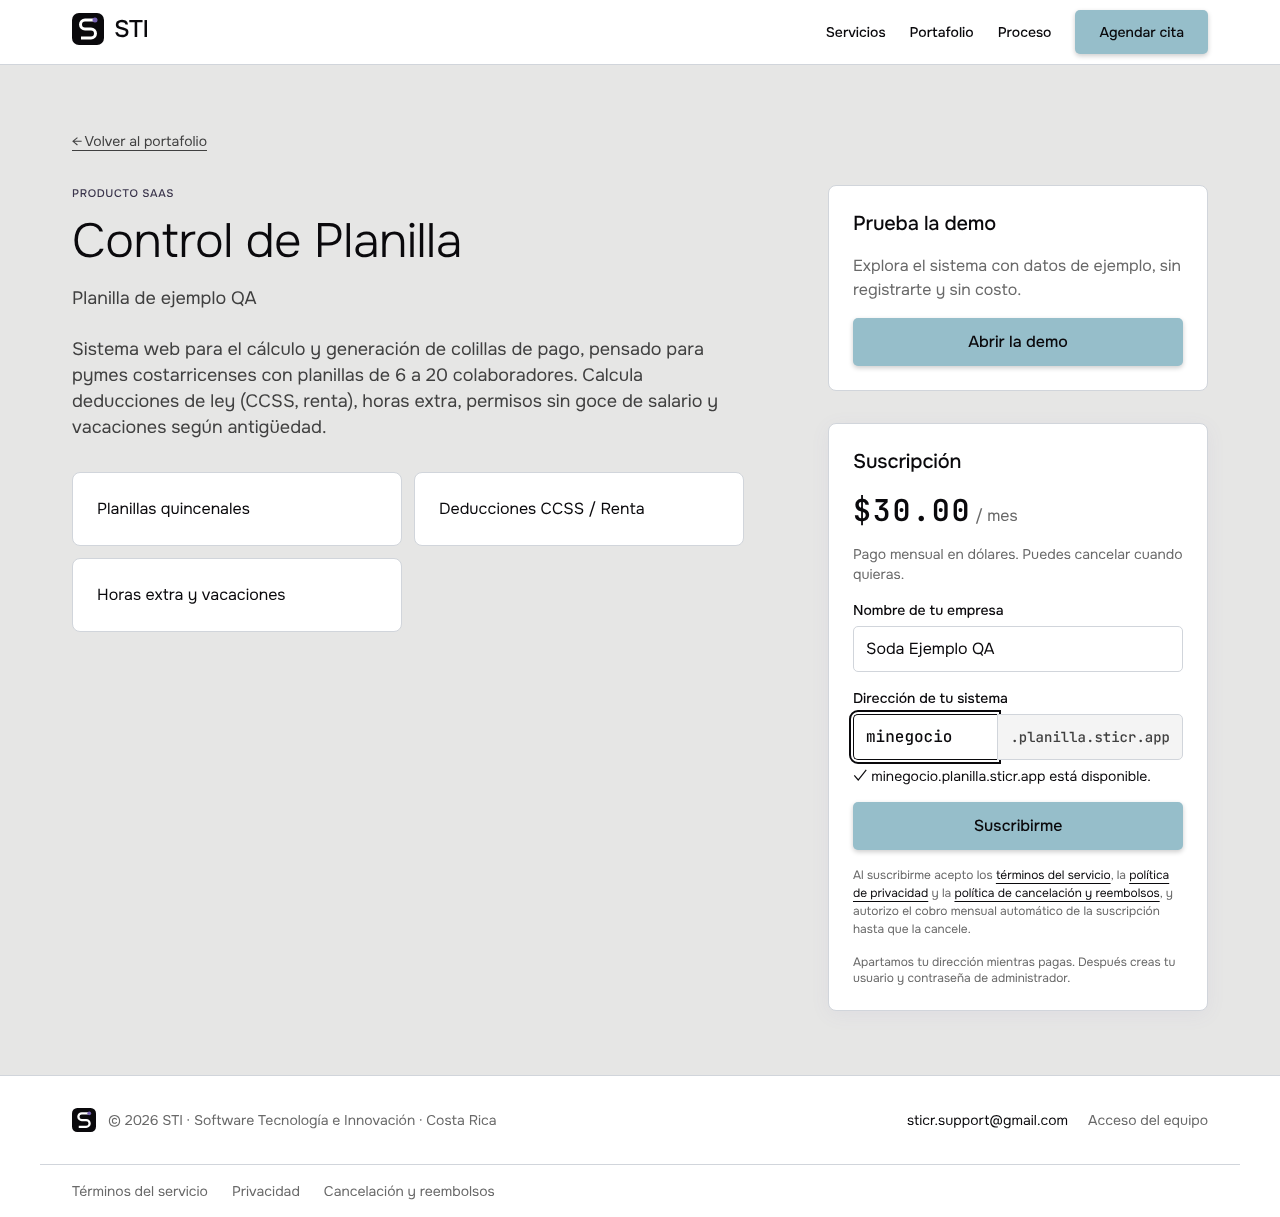 STI
Servicios
Portafolio
Proceso
Agendar cita
← Volver al portafolio
PRODUCTO SAAS
Control de Planilla
Planilla de ejemplo QA
Sistema web para el cálculo y generación de colillas de pago, pensado para
pymes costarricenses con planillas de 6 a 20 colaboradores. Calcula
deducciones de ley (CCSS, renta), horas extra, permisos sin goce de salario y
vacaciones según antigüedad.
Planillas quincenales
Deducciones CCSS / Renta
Horas extra y vacaciones
Prueba la demo
Explora el sistema con datos de ejemplo, sin
registrarte y sin costo.
Abrir la demo
Suscripción
$30.00 / mes
Pago mensual en dólares. Puedes cancelar cuando
quieras.
Nombre de tu empresa
Soda Ejemplo QA
Dirección de tu sistema
minegocio .planilla.sticr.app
✓ minegocio.planilla.sticr.app está disponible.
Suscribirme
Al suscribirme acepto los términos del servicio, la política
de privacidad y la política de cancelación y reembolsos, y
autorizo el cobro mensual automático de la suscripción
hasta que la cancele.
Apartamos tu dirección mientras pagas. Después creas tu
usuario y contraseña de administrador.
© 2026 STI · Software Tecnología e Innovación · Costa Rica
sticr.support@gmail.com
Acceso del equipo
Términos del servicio
Privacidad
Cancelación y reembolsos